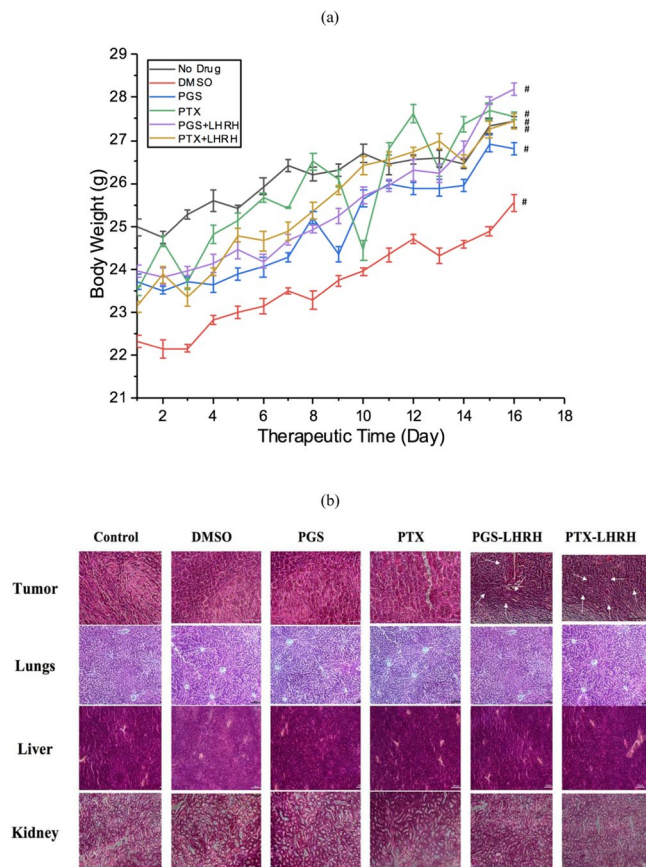 (a)
29
28
27
26
25
24
23
22
21
Body Weight (g)
No Drug
DMSO
PGS
PTX
PGS+LHRH
PTX+LHRH
#
#
#
#
#
#
2 4 6 8 10 12 14 16 18
Therapeutic Time (Day)
(b)
Control DMSO PGS PTX PGS-LHRH PTX-LHRH
Tumor
Lungs
Liver
Kidney